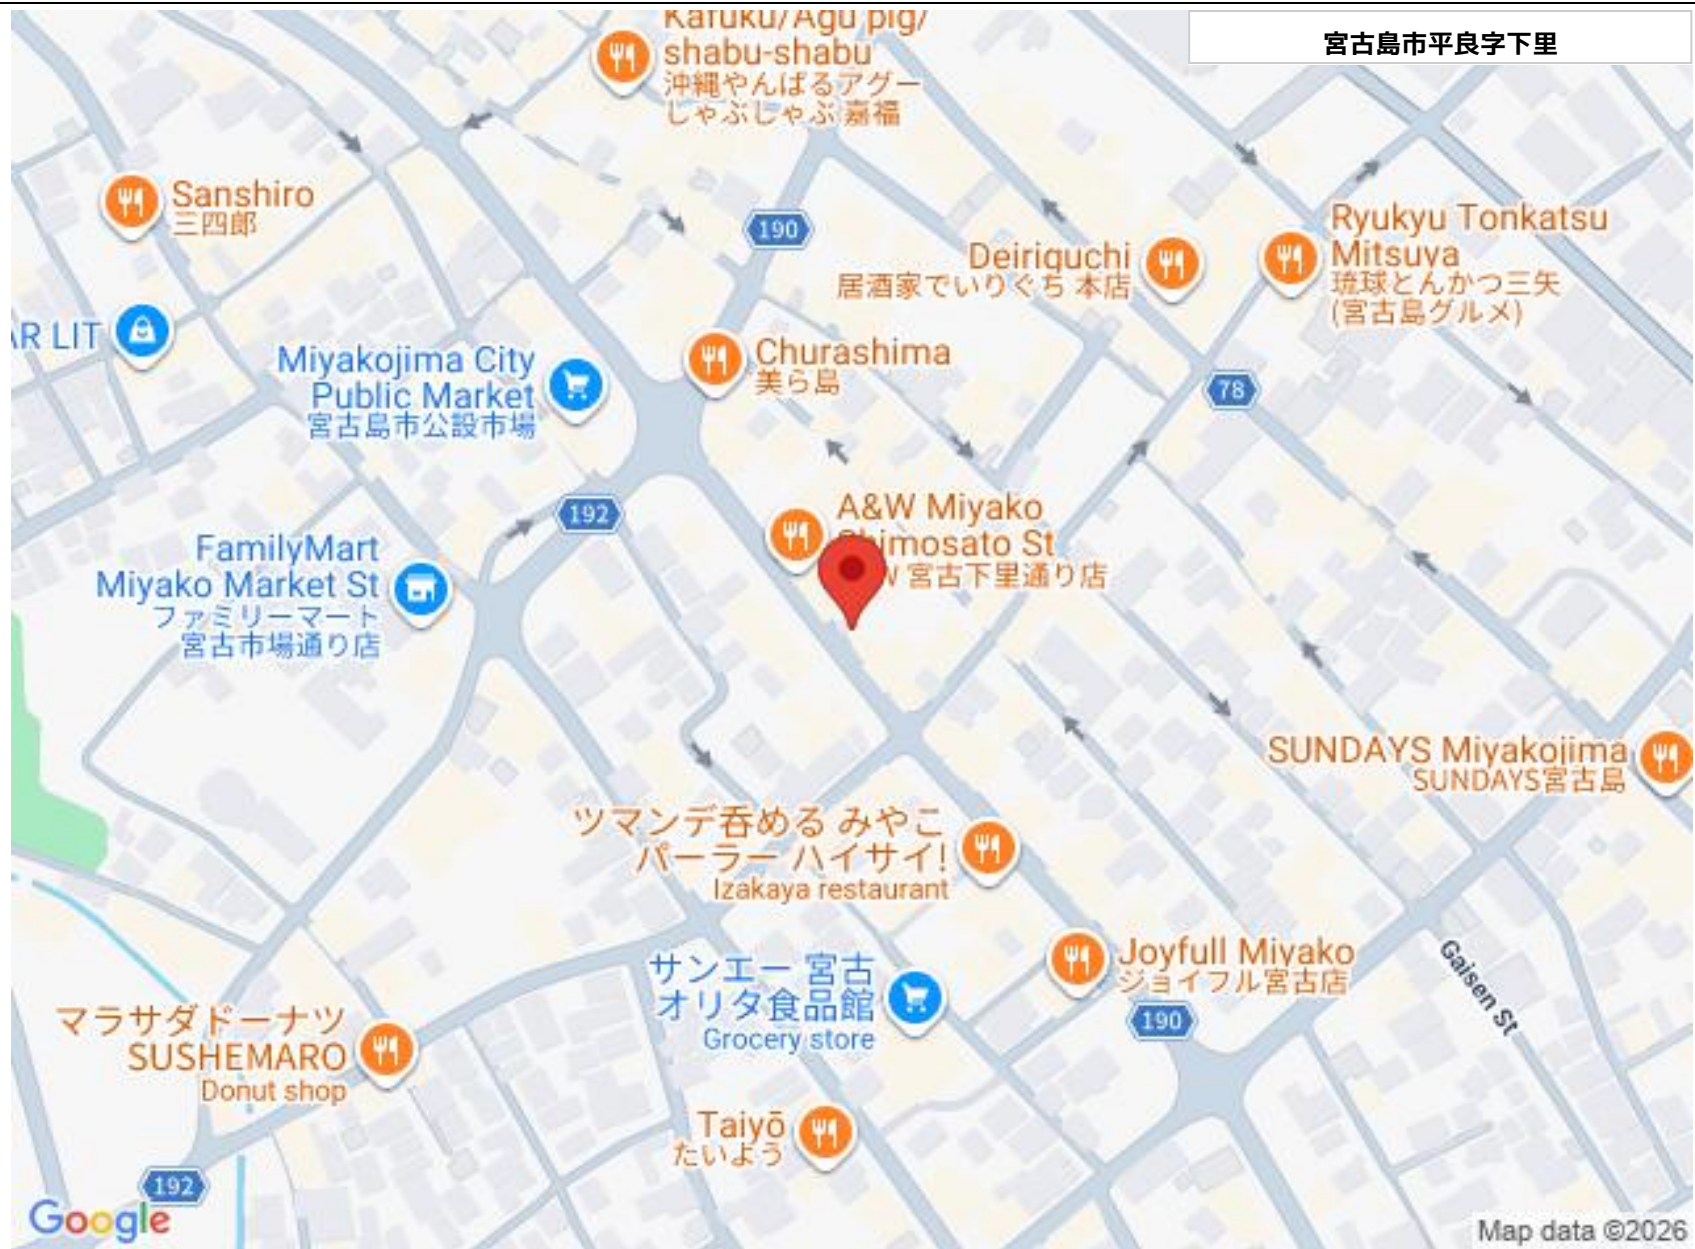 宮古島市平良字下里
Kafuku/Agu pig/
shabu-shabu
沖縄やんばるアグー
しゃぶしゃぶ 嘉福
Sanshiro
三四郎
190
Deiriguchi
居酒家でいりぐち 本店
Ryukyu Tonkatsu
Mitsuya
琉球とんかつ三矢
(宮古島グルメ)
AR LIT
Miyakojima City
Public Market
宮古島市公設市場
Churashima
美ら島
78
192
A&W Miyako
Shimosato St
W 宮古下里通り店
FamilyMart
Miyako Market St
ファミリーマート
宮古市場通り店
SUNDAYS Miyakojima
SUNDAYS宮古島
ツマンデ呑める みやこ
パーラー ハイサイ!
Izakaya restaurant
サンエー 宮古
オリタ食品館
Grocery store
Joyfull Miyako
ジョイフル宮古店
190
Gaisen St
マラサダドーナツ
SUSHEMARO
Donut shop
Taiyō
たいよう
192
Google
Map data ©2026